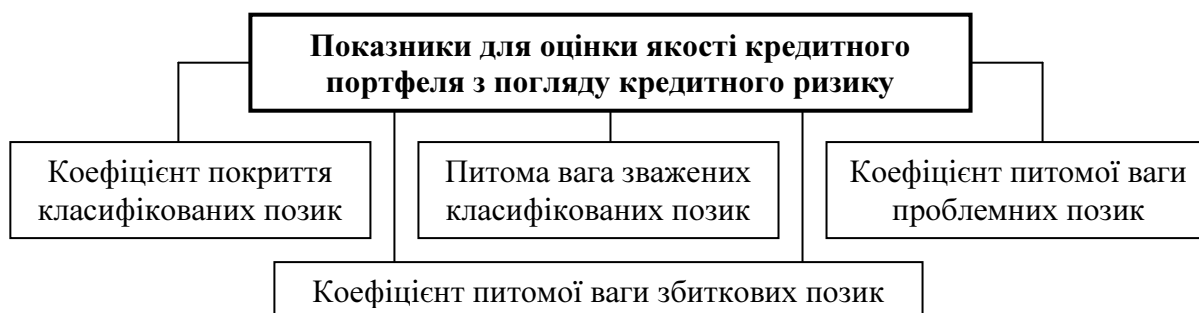 Показники для оцінки якості кредитного
портфеля з погляду кредитного ризику
Коефіцієнт покриття
класифікованих позик
Питома вага зважених
класифікованих позик
Коефіцієнт питомої ваги
проблемних позик
Коефіцієнт питомої ваги збиткових позик